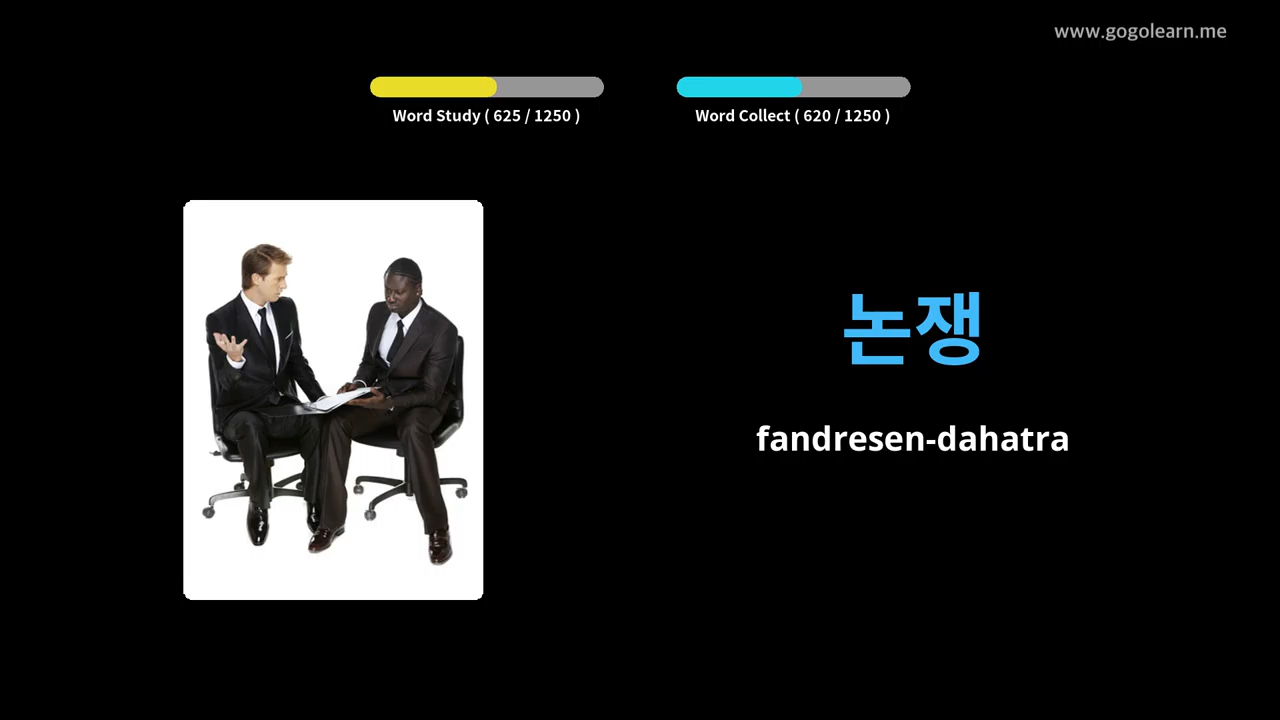 www.gogolearn.me
Word Study ( 625 / 1250 )
Word Collect ( 620 / 1250 )
논쟁
fandresen-dahatra